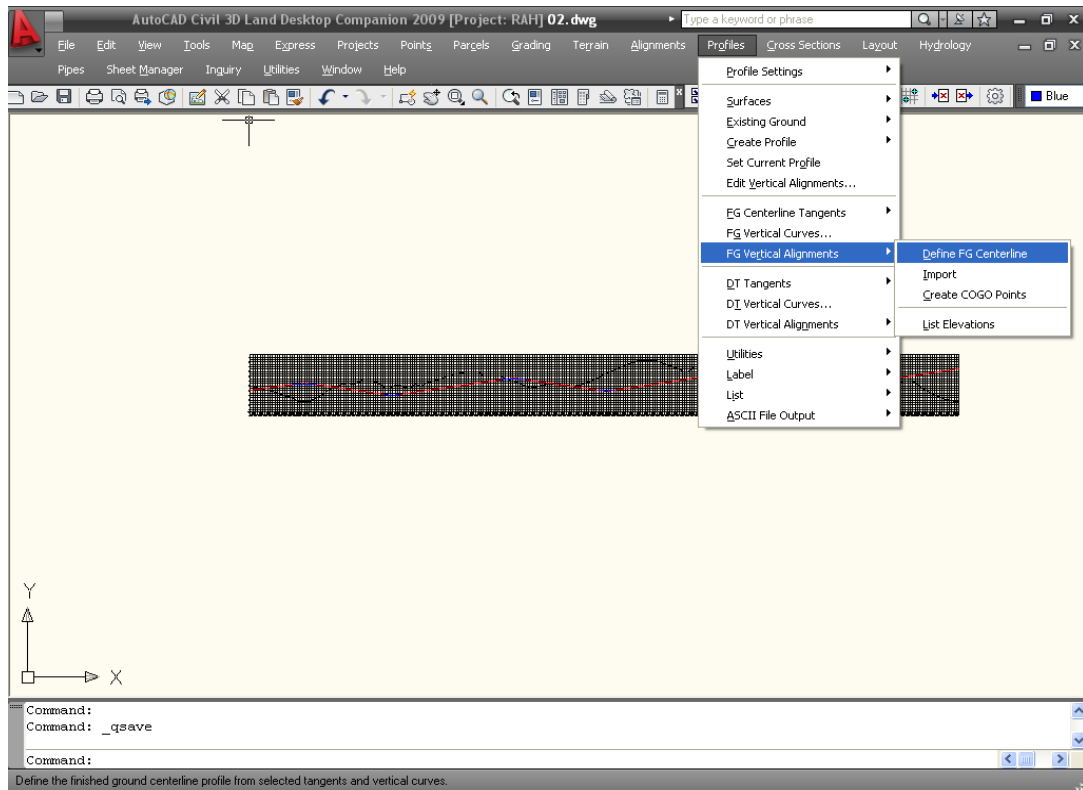 AutoCAD Civil 3D Land Desktop Companion 2009 [Project: RAH] 02.dwg Type a keyword or phrase
File Edit View Tools Map Express Projects Points Parcels Grading Terrain Alignments Profiles Cross Sections Layout Hydrology
Pipes Sheet Manager Inquiry Utilities Window Help
Blue
Profile Settings
Surfaces
Existing Ground
Create Profile
Set Current Profile
Edit Vertical Alignments...
FG Centerline Tangents
FG Vertical Curves...
FG Vertical Alignments
Define FG Centerline
Import
Create COGO Points
List Elevations
DT Tangents
DT Vertical Curves...
DT Vertical Alignments
Utilities
Label
List
ASCII File Output
Y
X
Command:
Command: _qsave
Command:
Define the finished ground centerline profile from selected tangents and vertical curves.